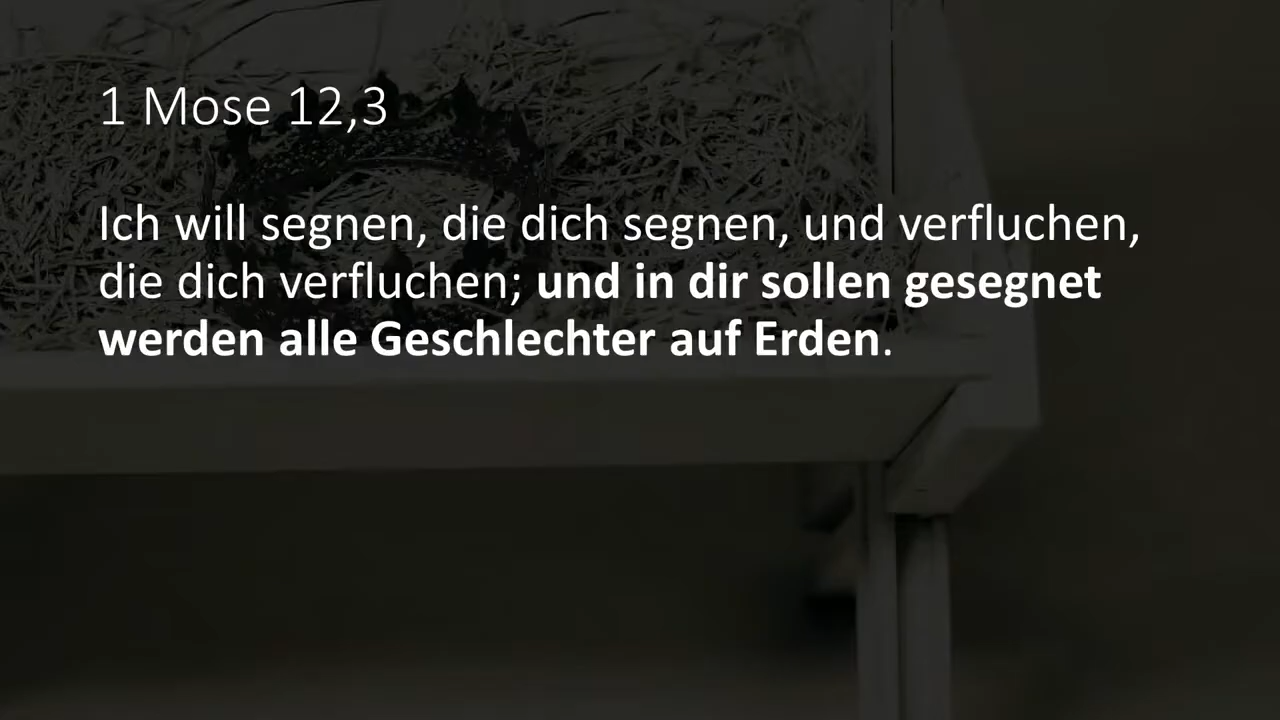 1 Mose 12,3
Ich will segnen, die dich segnen, und verfluchen,
die dich verfluchen; und in dir sollen gesegnet
werden alle Geschlechter auf Erden.